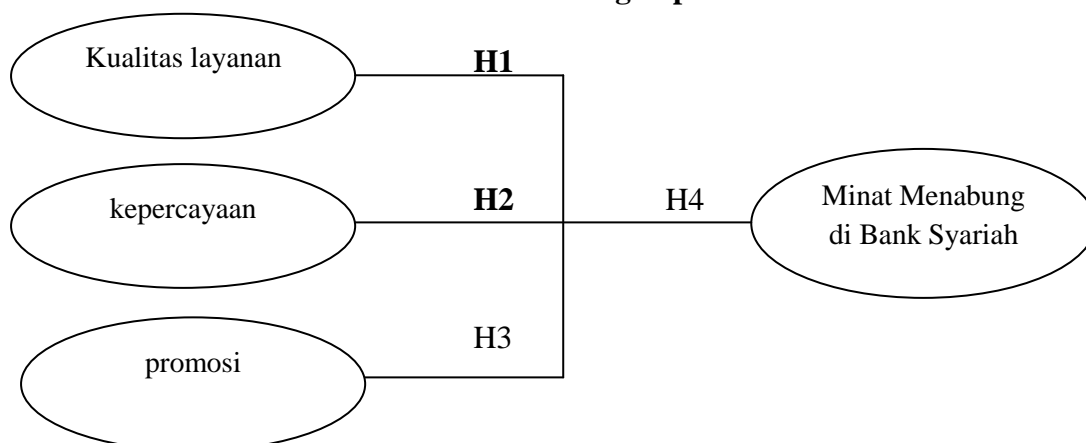 Kualitas layanan
H1
kepercayaan
H2
H4
Minat Menabung
di Bank Syariah
H3
promosi